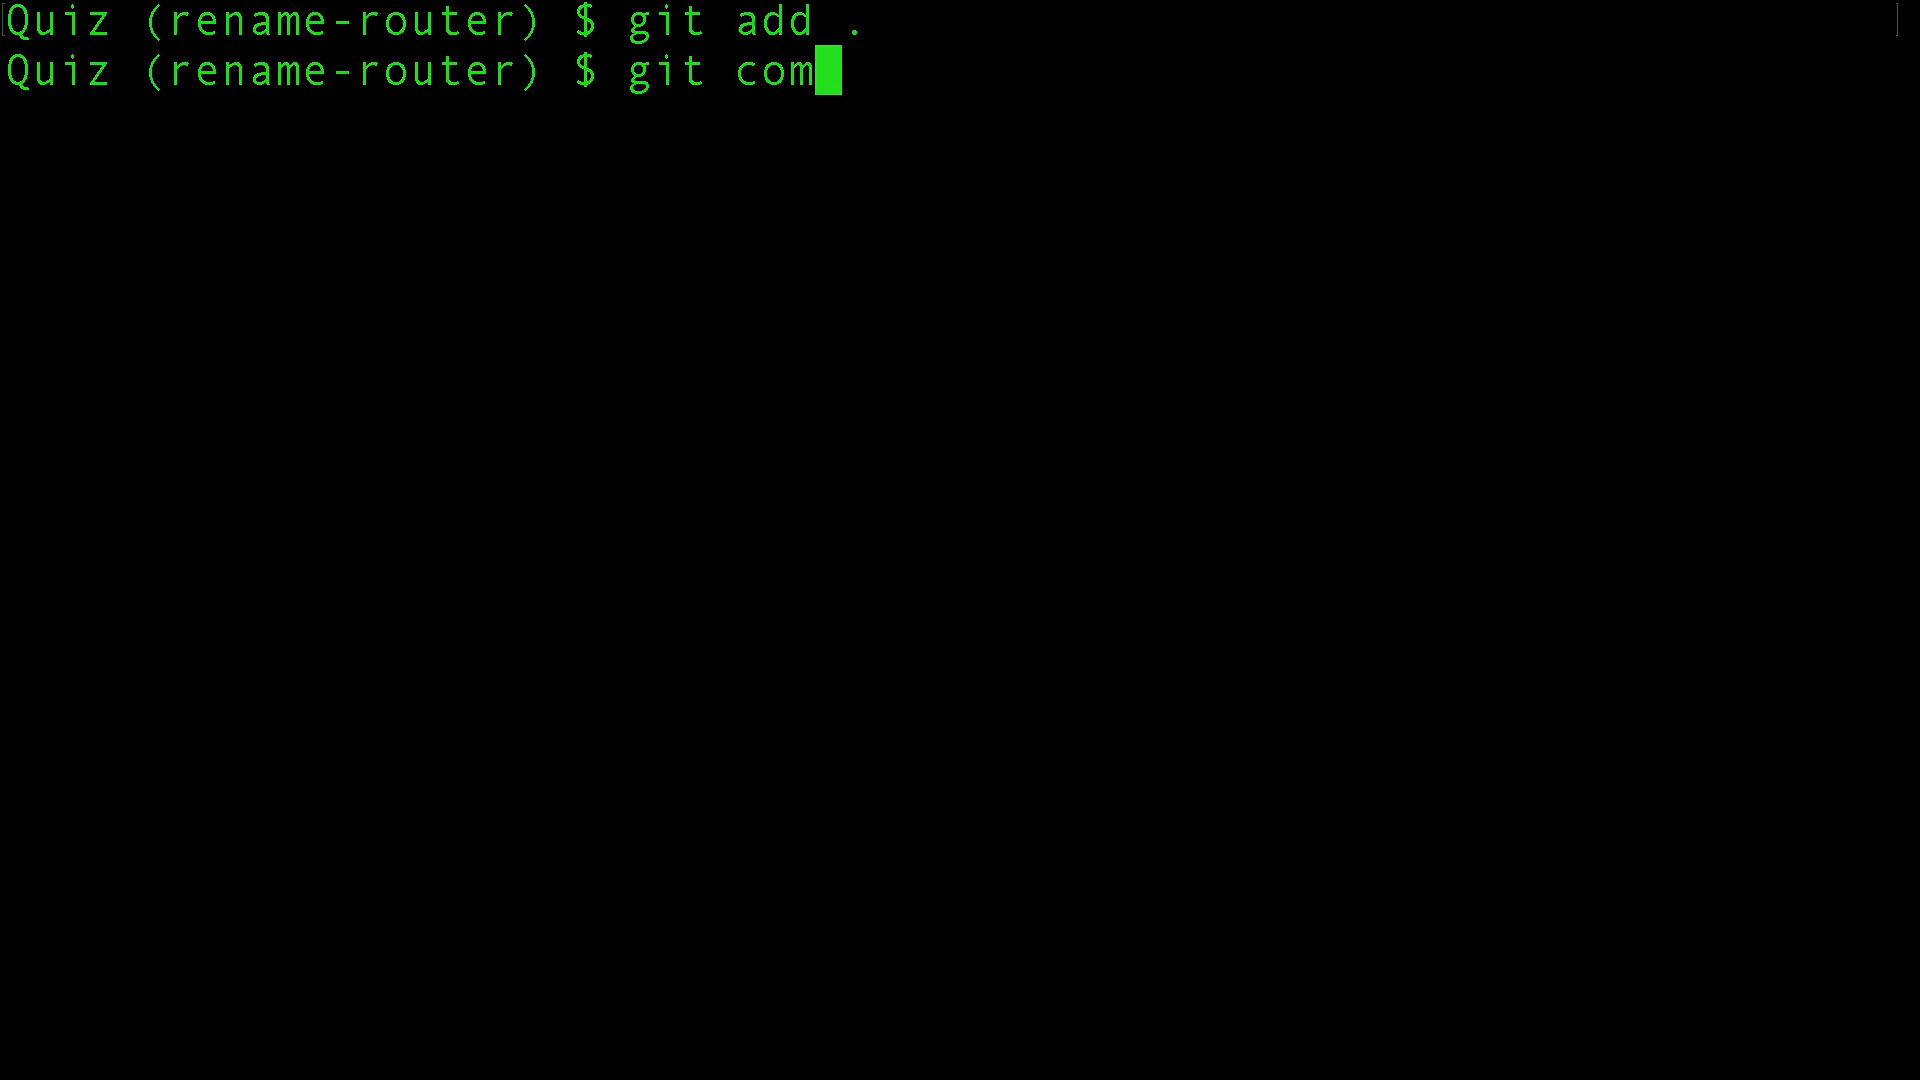 Quiz (rename-router) $ git add .
Quiz (rename-router) $ git com